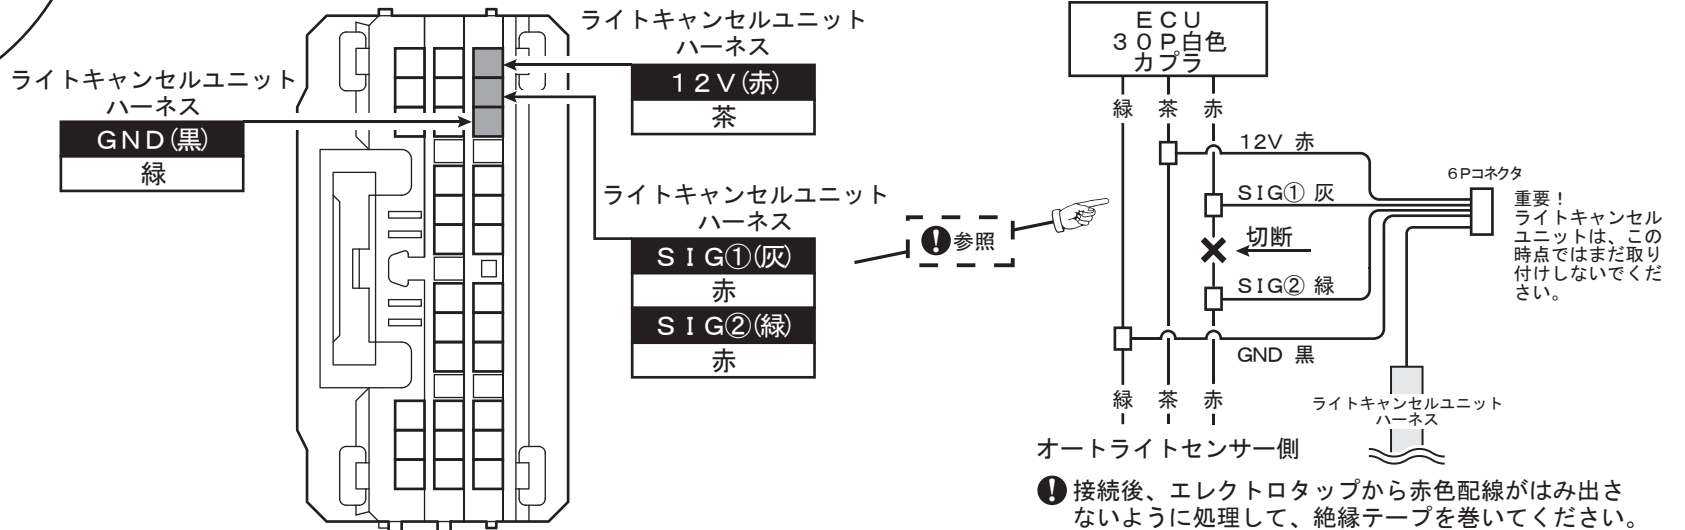 ライトキャンセルユニット
ハーネス
GND(黒)
緑
ライトキャンセルユニット
ハーネス
12V(赤)
茶
ライトキャンセルユニット
ハーネス
SIG①(灰)
赤
SIG②(緑)
赤
参照
ECU
30P白色
カプラ
緑 茶 赤
12V 赤
SIG① 灰
切断
SIG② 緑
GND 黒
6Pコネクタ
重要！
ライトキャンセル
ユニットは、この
時点ではまだ取り
付けしないでくだ
さい。
緑 茶 赤
ライトキャンセルユニット
ハーネス
オートライトセンサー側
接続後、エレクトロタップから赤色配線がはみ出さ
ないように処理して、絶縁テープを巻いてください。